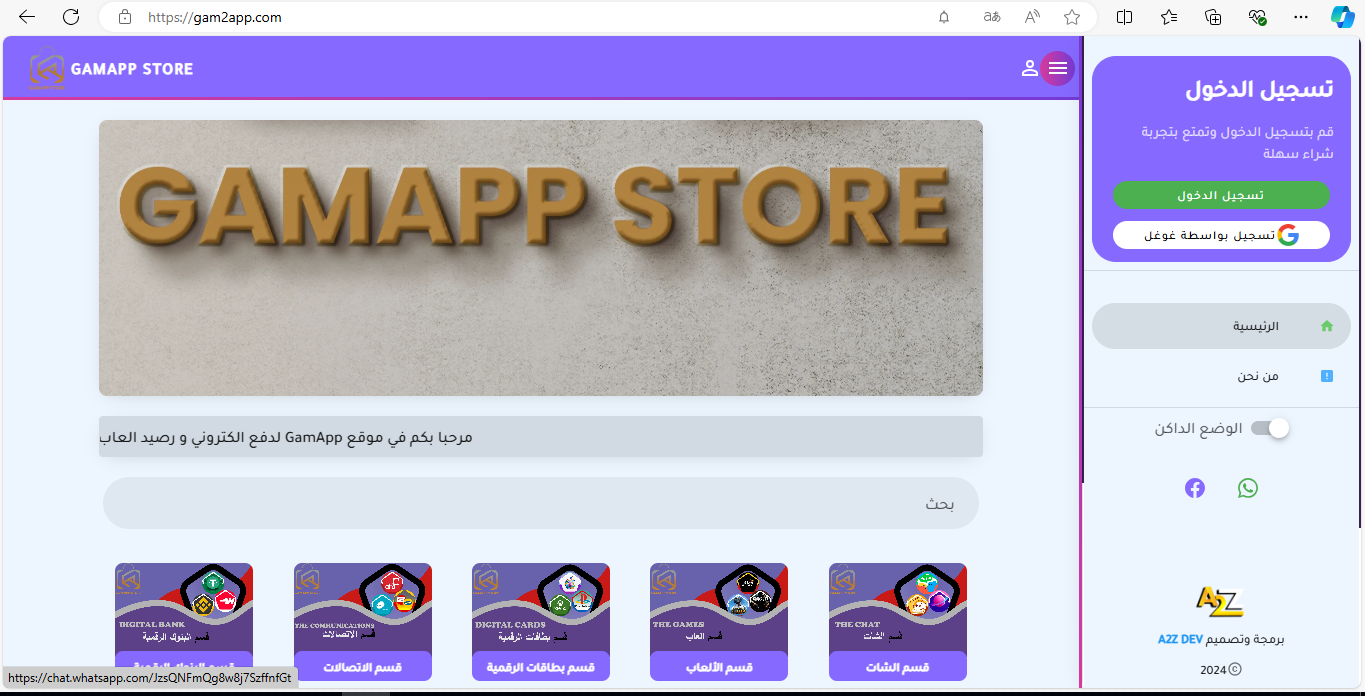 https://gam2app.com
GAMAPP STORE
GAMAPP STORE
مرحبا بكم في موقع GamApp لدفع الكتروني و رصيد العاب
بحث
DIGITAL BANK
قسم البنوك الرقمية
قسم البنوك الرقمية
THE COMMUNICATIONS
قسم الاتصالات
قسم الاتصالات
DIGITAL CARDS
قسم بطاقات الرقمية
قسم بطاقات الرقمية
THE GAMES
قسم العاب
قسم الألعاب
THE CHAT
قسم الشات
قسم الشات
تسجيل الدخول
قم بتسجيل الدخول وتمتع بتجربة
شراء سهلة
تسجيل الدخول
تسجيل بواسطة غوغل
الرئيسية
من نحن
الوضع الداكن
A2Z
برمجة وتصميم A2Z DEV
2024©
https://chat.whatsapp.com/JzsQNFmQg8w8j7SzffnfGt